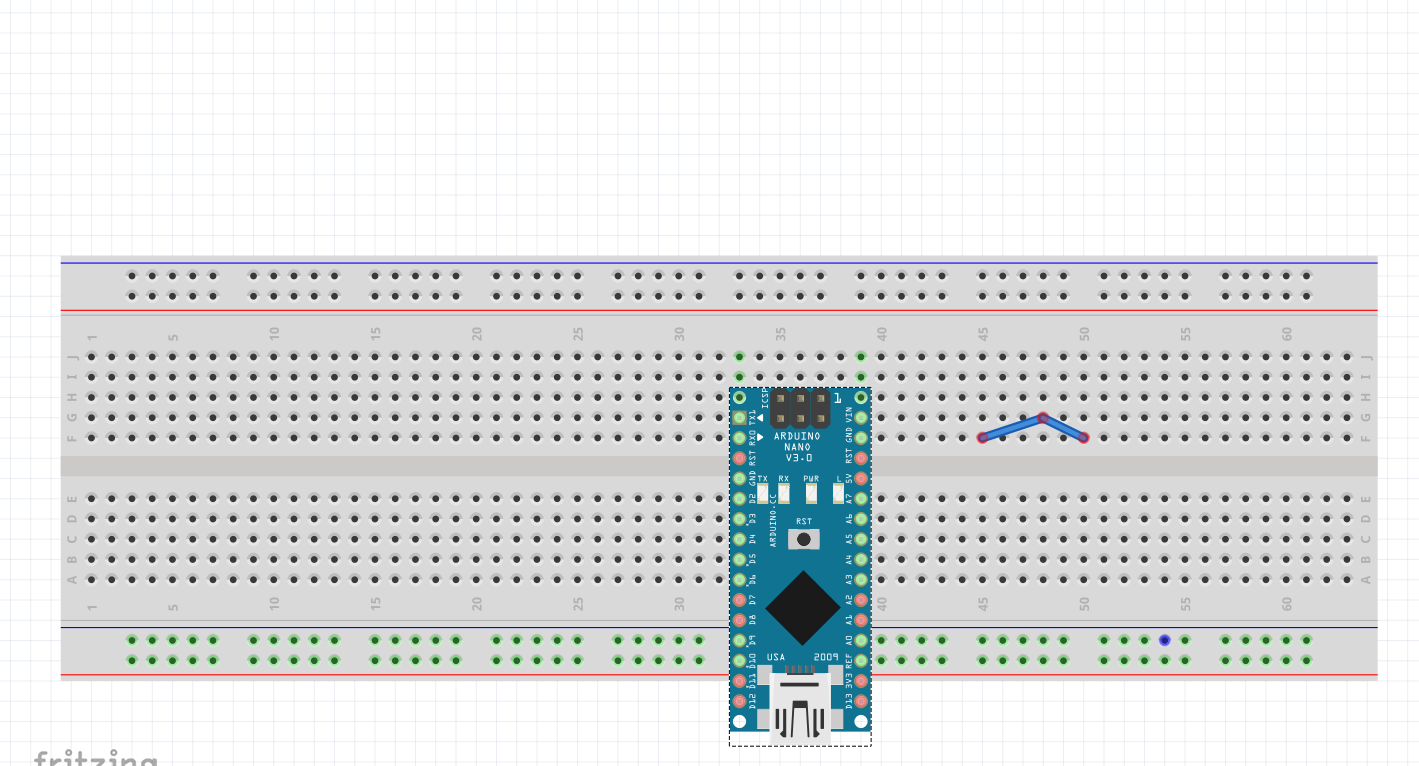 1 5 10 15 20 25 30 35 40 45 50 55 60
J J
I I
H H
G G
F F
ICSP 1
TX1 VIN
RX0 GND
RST RST
GND 5V
D2 A7
D3 A6
D4 A5
D5 A4
D6 A3
D7 A2
D8 A1
D9 A0
D10 REF
D11 3V3
D12 D13
ARDUINO
NANO
V3.0
TX RX PWR L
ARDUINO.CC
RST
USA 2009
E E
D D
C C
B B
A A
1 5 10 15 20 25 30 40 45 50 55 60
fritzing